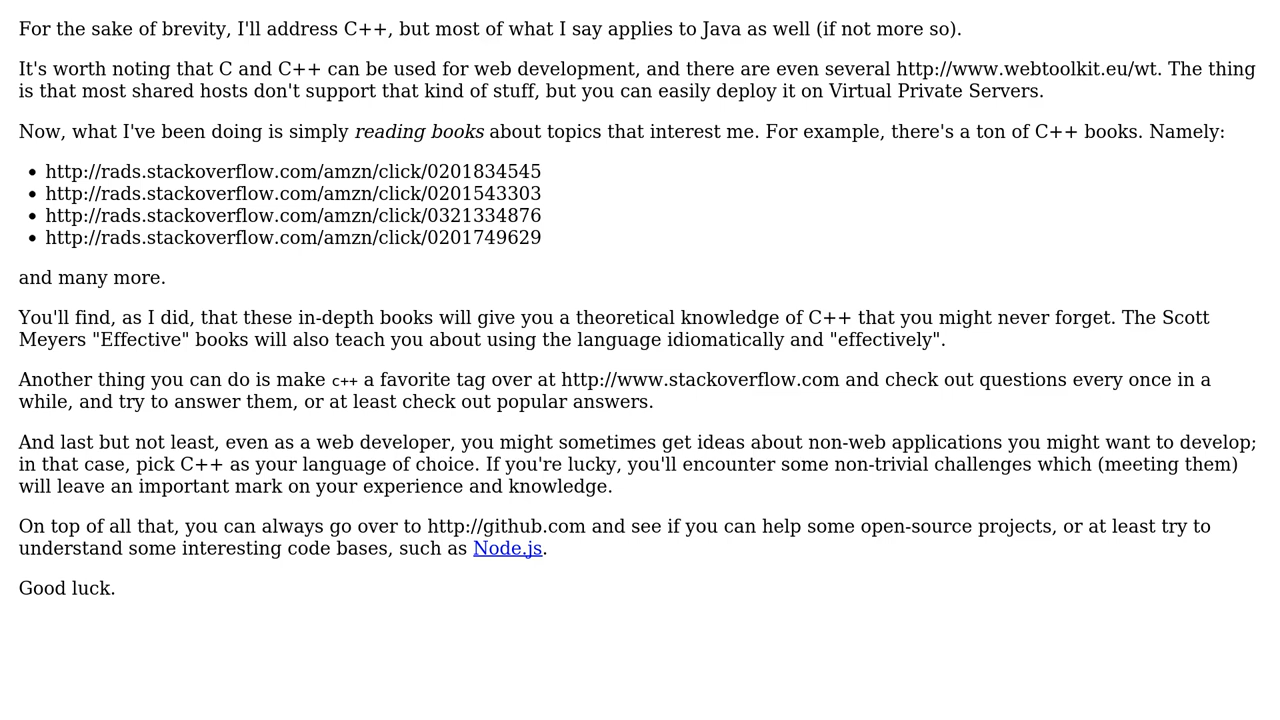 For the sake of brevity, I'll address C++, but most of what I say applies to Java as well (if not more so).
It's worth noting that C and C++ can be used for web development, and there are even several http://www.webtoolkit.eu/wt. The thing
is that most shared hosts don't support that kind of stuff, but you can easily deploy it on Virtual Private Servers.
Now, what I've been doing is simply reading books about topics that interest me. For example, there's a ton of C++ books. Namely:
• http://rads.stackoverflow.com/amzn/click/0201834545
• http://rads.stackoverflow.com/amzn/click/0201543303
• http://rads.stackoverflow.com/amzn/click/0321334876
• http://rads.stackoverflow.com/amzn/click/0201749629
and many more.
You'll find, as I did, that these in-depth books will give you a theoretical knowledge of C++ that you might never forget. The Scott
Meyers "Effective" books will also teach you about using the language idiomatically and "effectively".
Another thing you can do is make c++ a favorite tag over at http://www.stackoverflow.com and check out questions every once in a
while, and try to answer them, or at least check out popular answers.
And last but not least, even as a web developer, you might sometimes get ideas about non-web applications you might want to develop;
in that case, pick C++ as your language of choice. If you're lucky, you'll encounter some non-trivial challenges which (meeting them)
will leave an important mark on your experience and knowledge.
On top of all that, you can always go over to http://github.com and see if you can help some open-source projects, or at least try to
understand some interesting code bases, such as Node.js.
Good luck.